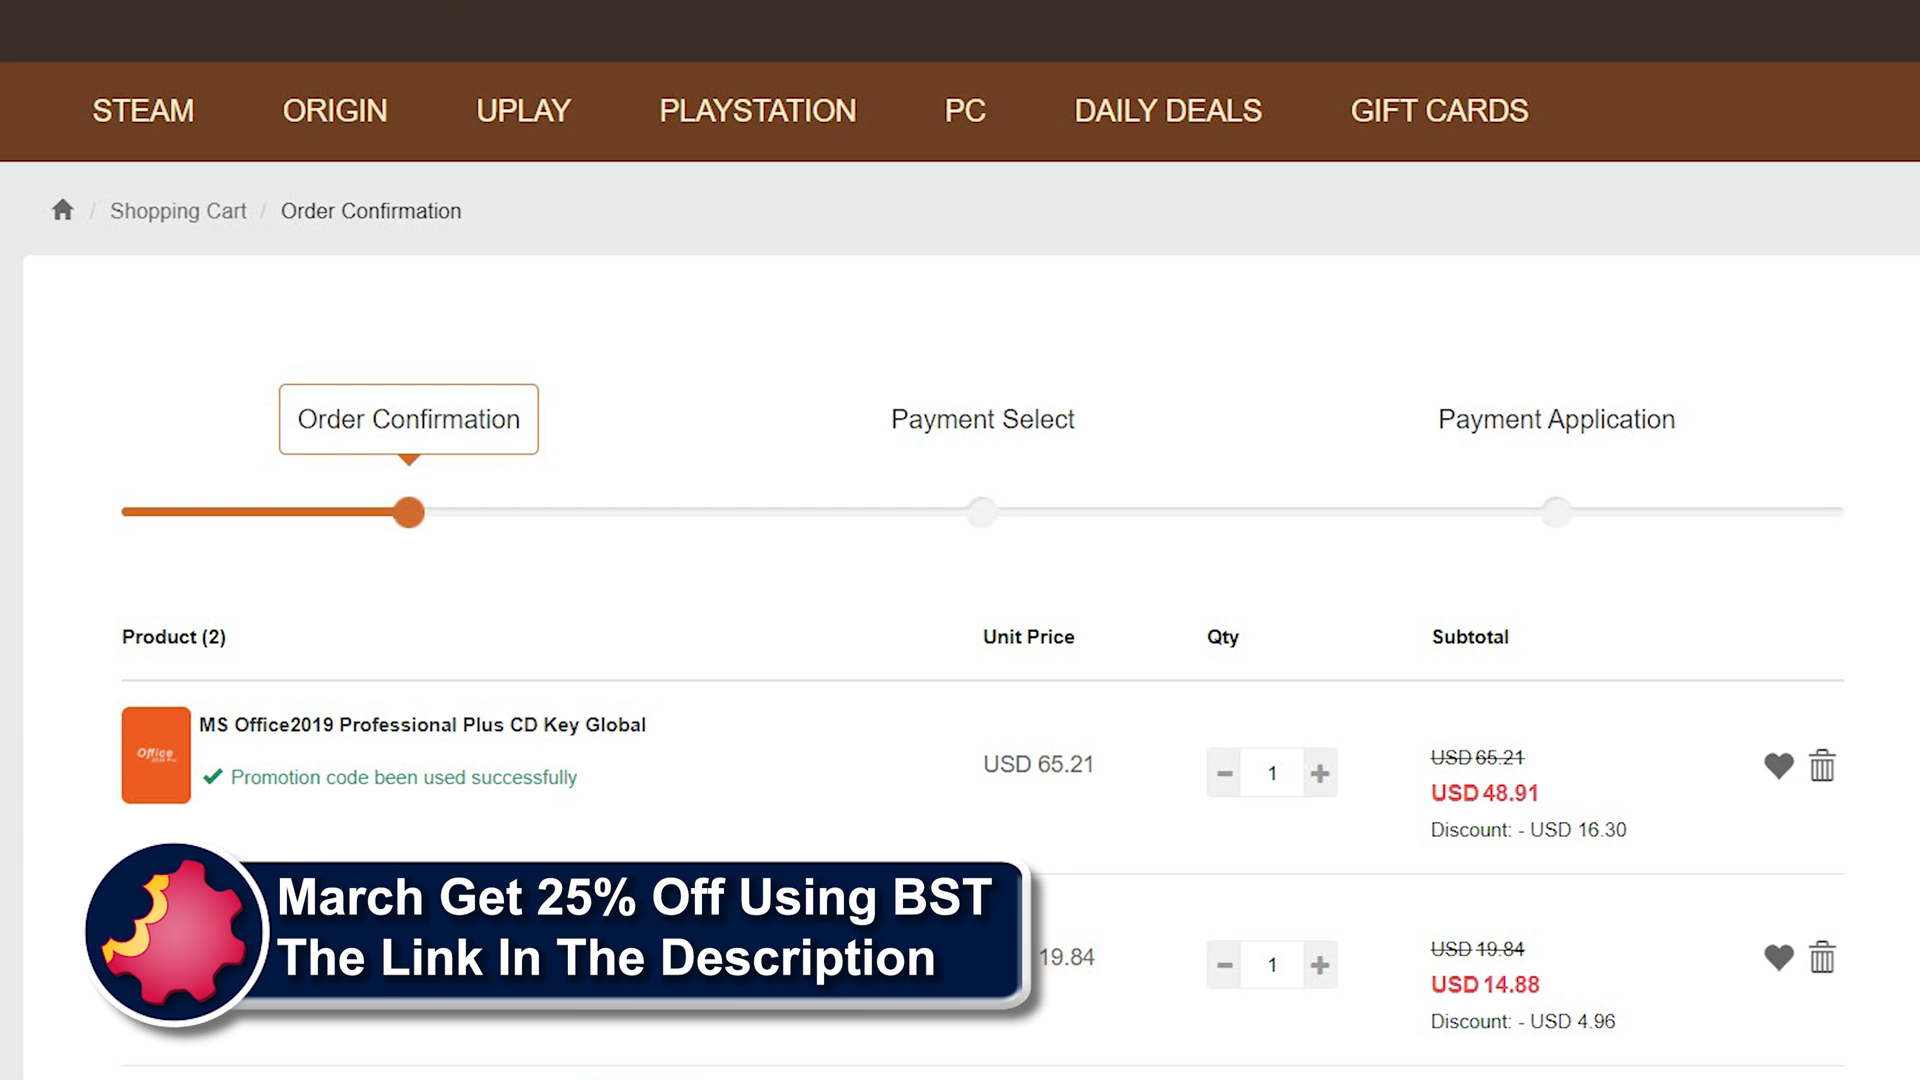 STEAM ORIGIN UPLAY PLAYSTATION PC DAILY DEALS GIFT CARDS
/ Shopping Cart / Order Confirmation
Order Confirmation Payment Select Payment Application
Product (2) Unit Price Qty Subtotal
MS Office2019 Professional Plus CD Key Global
Office
Promotion code been used successfully
USD 65.21
1
USD 65.21
USD 48.91
Discount: - USD 16.30
March Get 25% Off Using BST
The Link In The Description
19.84
1
USD 19.84
USD 14.88
Discount: - USD 4.96